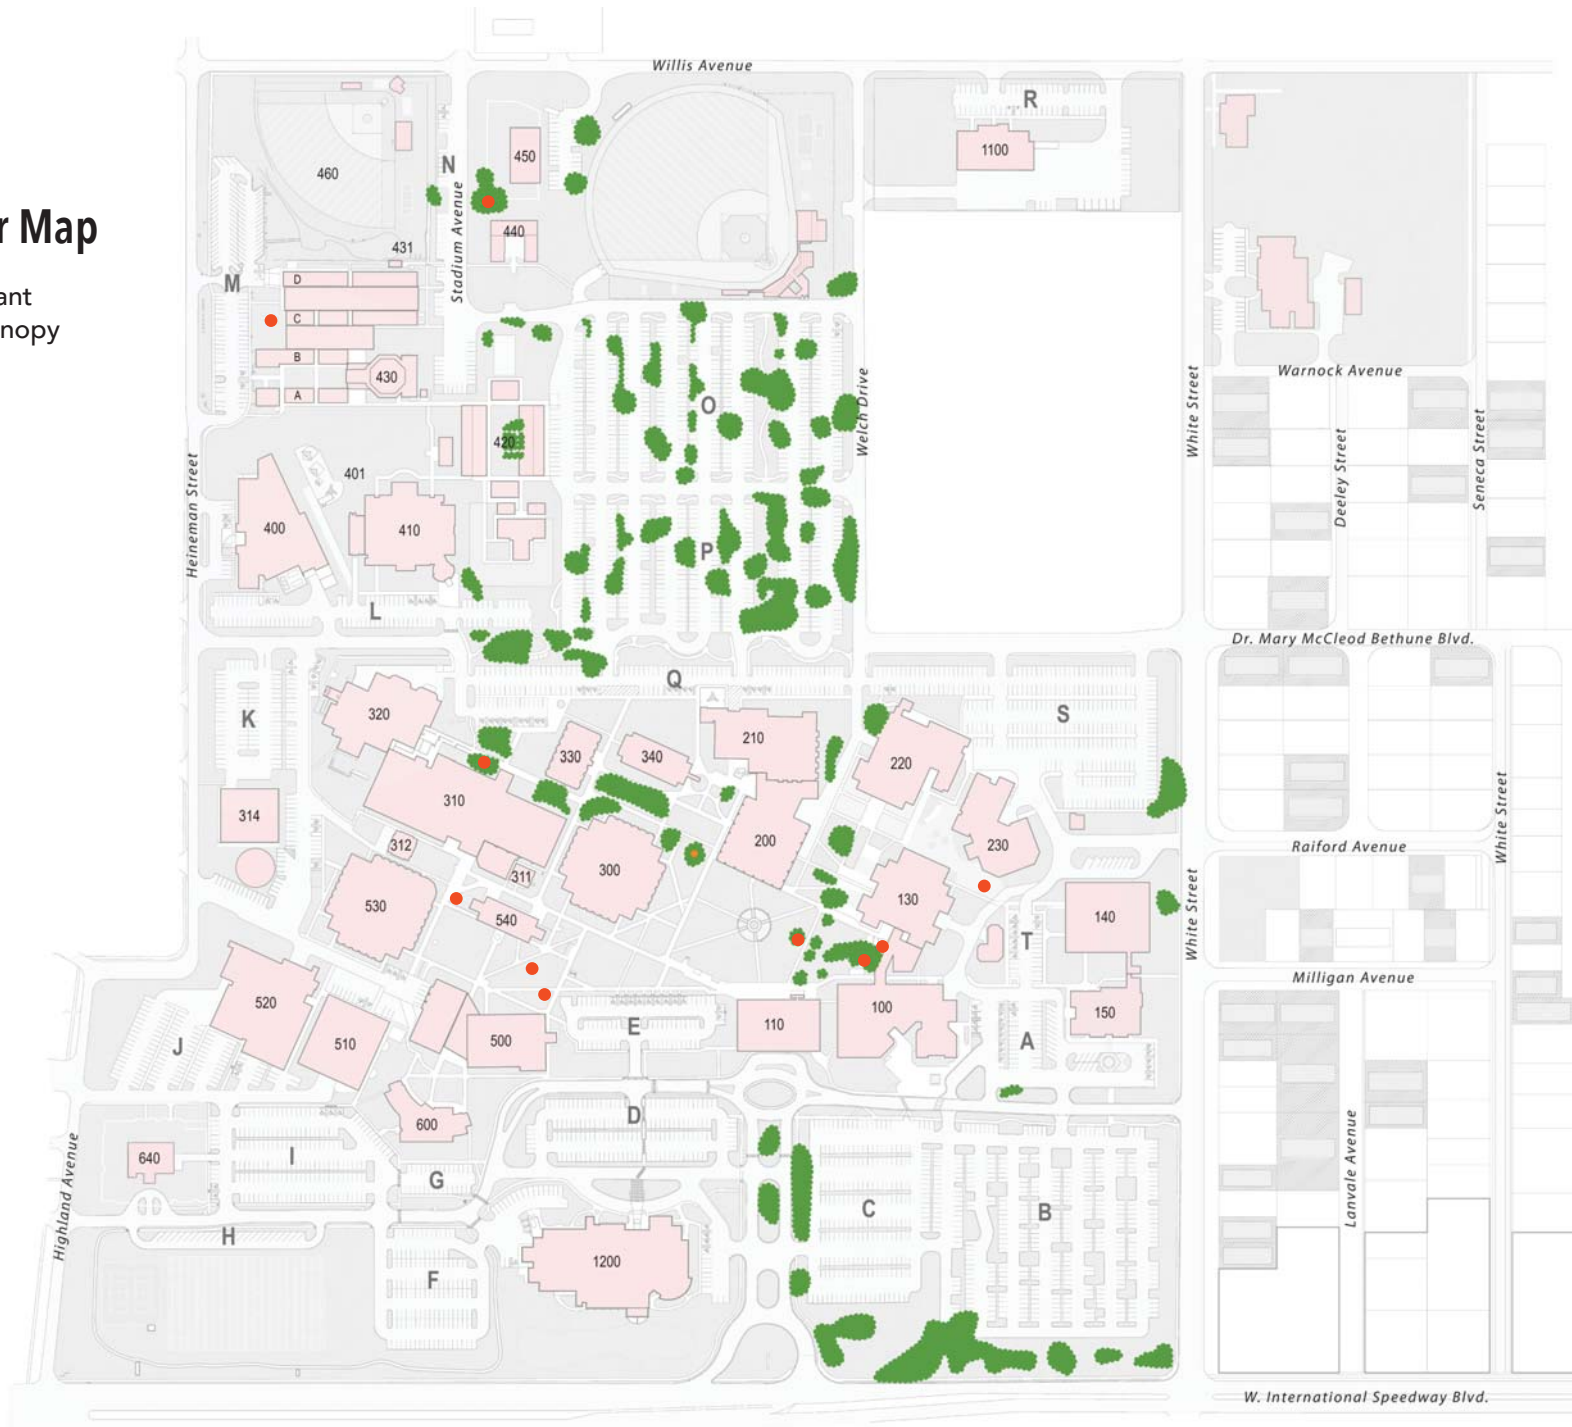 Willis Avenue
R
1100
450
N
460
r Map
Stadium Avenue
440
431
M
D
ant
C
nopy
B
430
A
Warnock Avenue
O
Welch Drive
White Street
Deeley Street
Seneca Street
420
Heineman Street
401
400
410
P
L
Dr. Mary McCleod Bethune Blvd.
Q
K
320
S
210
330
340
220
310
314
White Street
312
200
230
Raiford Avenue
311
300
530
130
140
540
T
White Street
Milligan Avenue
520
100
150
J
510
500
E
110
A
600
D
640
I
Highland Avenue
Lanvale Avenue
G
H
C
B
1200
F
W. International Speedway Blvd.